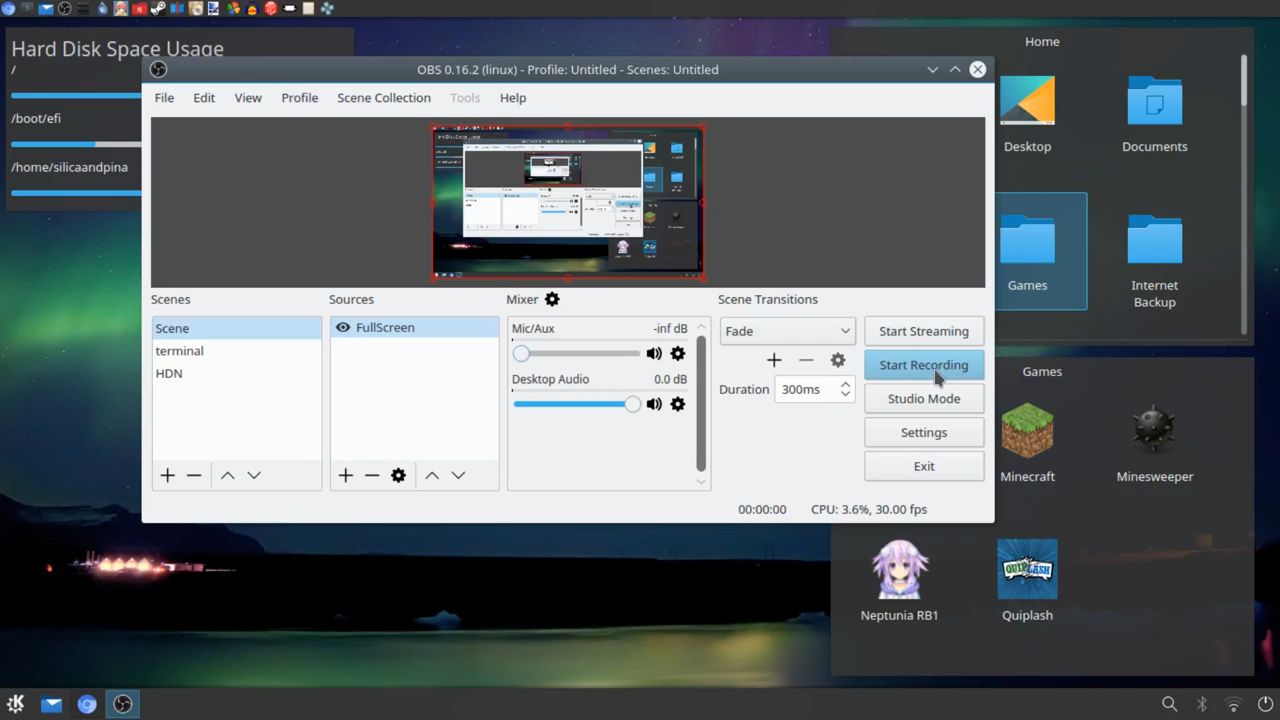 Hard Disk Space Usage
/
/boot/efi
/home/silicaandpina
OBS 0.16.2 (linux) - Profile: Untitled - Scenes: Untitled
File Edit View Profile Scene Collection Tools Help
Scenes
Scene
terminal
HDN
Sources
FullScreen
Mixer
Mic/Aux -inf dB
Desktop Audio 0.0 dB
Scene Transitions
Fade
Duration 300ms
Start Streaming
Start Recording
Studio Mode
Settings
Exit
00:00:00 CPU: 3.6%, 30.00 fps
Home
Desktop
Documents
Games
Internet
Backup
Games
Minecraft
Minesweeper
Neptunia RB1
QUIPLASH
Quiplash